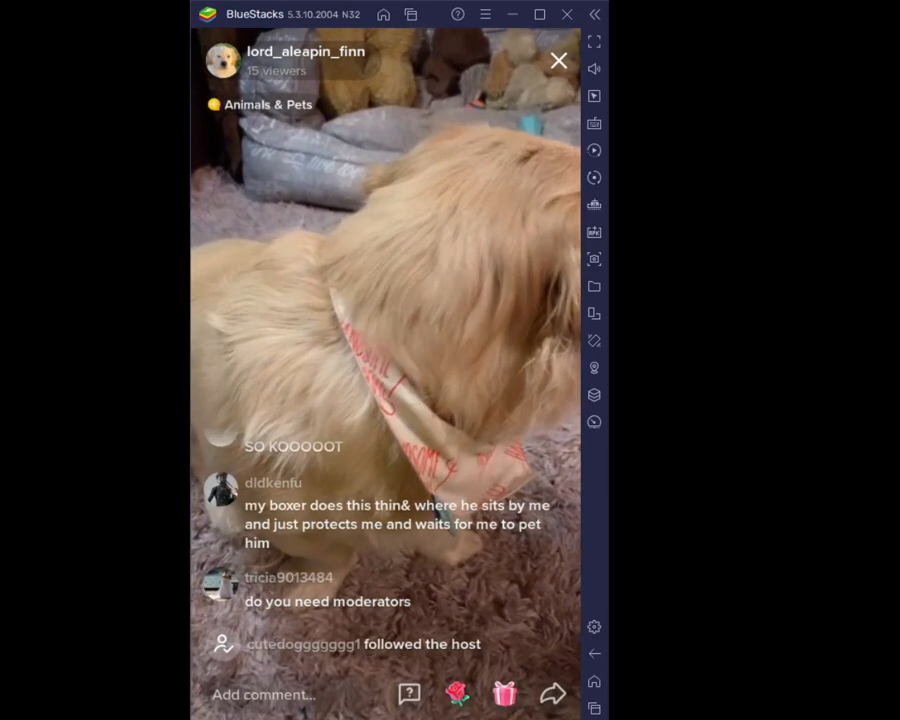 BlueStacks 5.3.10.2004 N32
lord_aleapin_finn
15 viewers
Animals & Pets
SO KOOOOOT
dldkenfu
my boxer does this thin& where he sits by me
and just protects me and waits for me to pet
him
tricia9013484
do you need moderators
cutedoggggggg1 followed the host
Add comment...